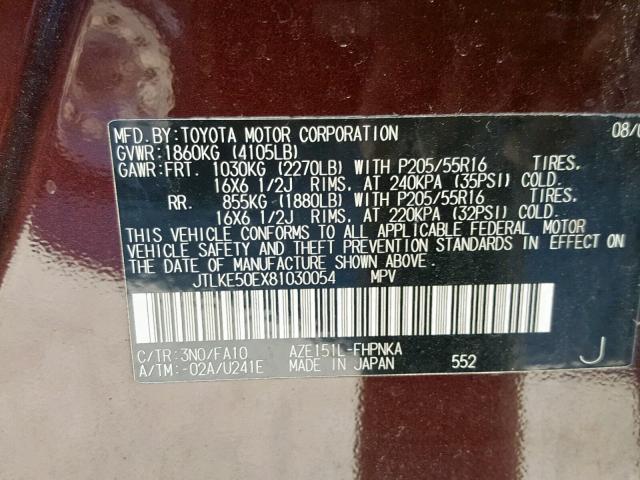 MFD.BY:TOYOTA MOTOR CORPORATION 08/0
GVWR:1860KG (4105LB)
GAWR:FRT. 1030KG (2270LB) WITH P205/55R16 TIRES.
16X6 1/2J RIMS. AT 240KPA (35PSI) COLD.
RR. 855KG (1880LB) WITH P205/55R16 TIRES.
16X6 1/2J RIMS. AT 220KPA (32PSI) COLD.
THIS VEHICLE CONFORMS TO ALL APPLICABLE FEDERAL MOTOR
VEHICLE SAFETY AND THEFT PREVENTION STANDARDS IN EFFECT ON
THE DATE OF MANUFACTURE SHOWN ABOVE.
JTLKE50EX81030054 MPV
C/TR:3N0/FA10 AZE151L-FHPNKA
A/TM:-02A/U241E MADE IN JAPAN 552 J